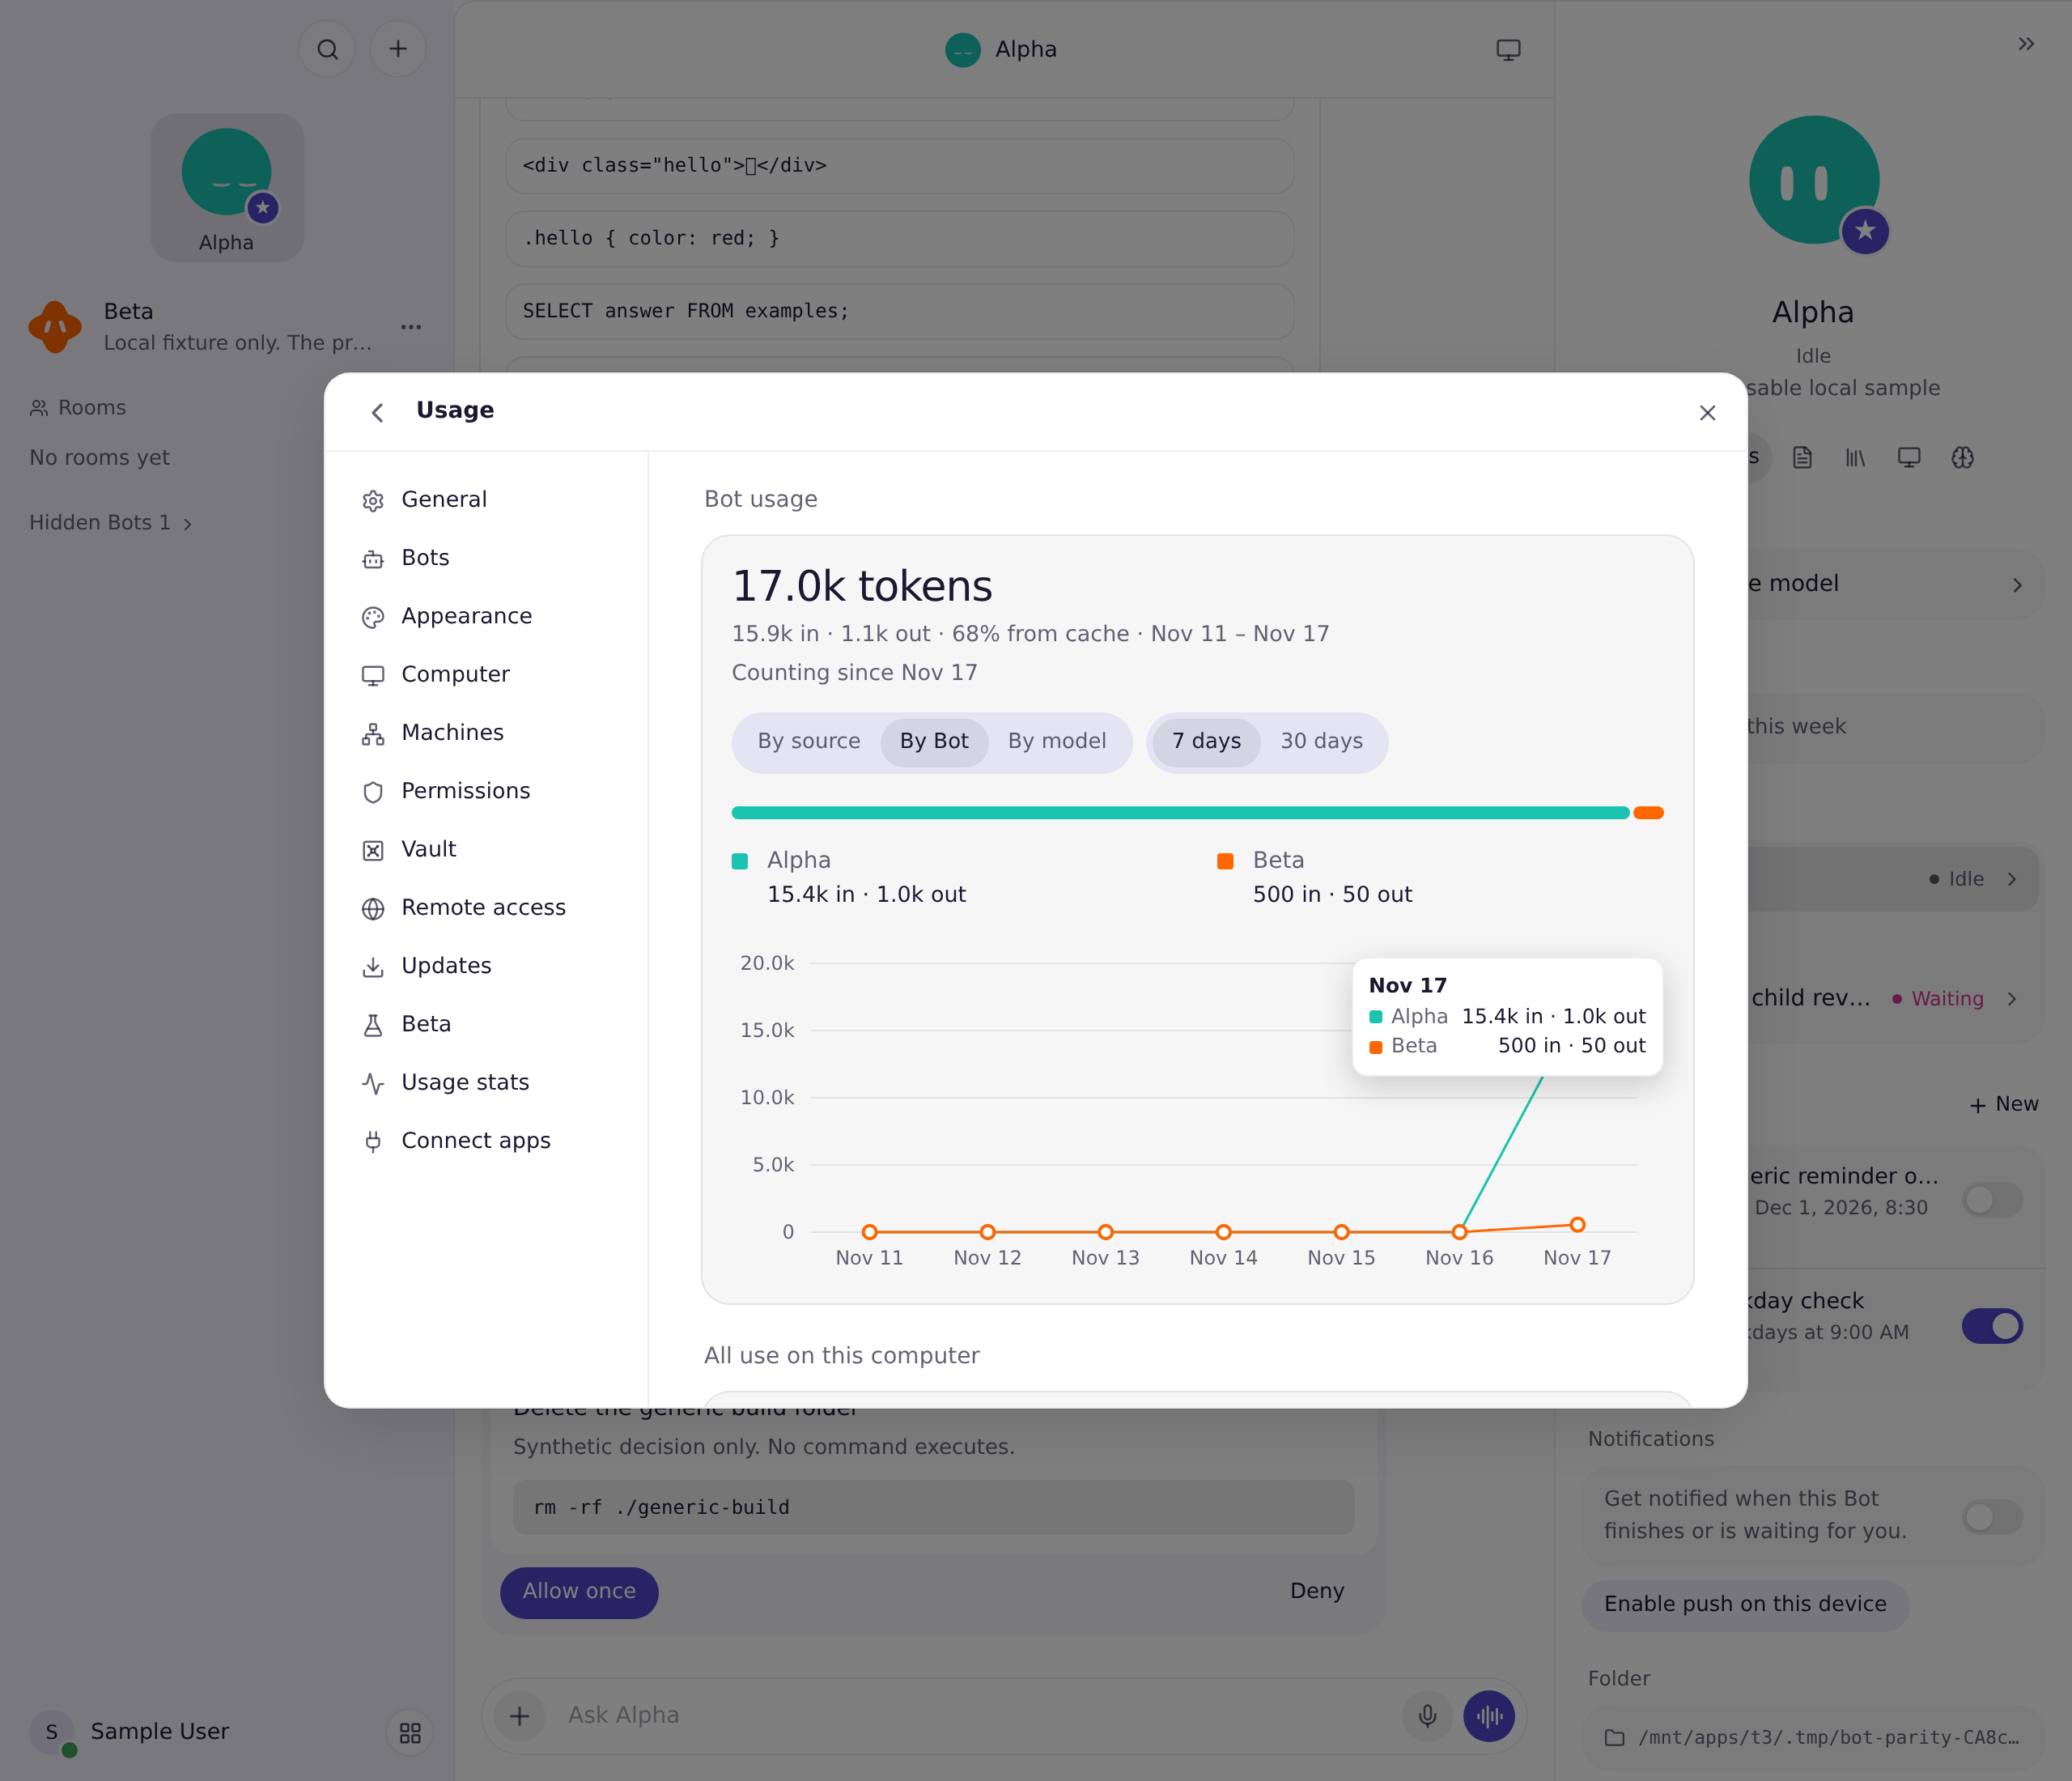 Alpha
<div class="hello">▯</div>
.hello { color: red; }
SELECT answer FROM examples;
Alpha
Beta
Local fixture only. The pr...
Rooms
No rooms yet
Hidden Bots 1
Usage
General
Bots
Appearance
Computer
Machines
Permissions
Vault
Remote access
Updates
Beta
Usage stats
Connect apps
Bot usage
17.0k tokens
15.9k in · 1.1k out · 68% from cache · Nov 11 – Nov 17
Counting since Nov 17
By source By Bot By model 7 days 30 days
Alpha
15.4k in · 1.0k out
Beta
500 in · 50 out
20.0k
15.0k
10.0k
5.0k
0
Nov 17
Alpha 15.4k in · 1.0k out
Beta 500 in · 50 out
Nov 11 Nov 12 Nov 13 Nov 14 Nov 15 Nov 16 Nov 17
All use on this computer
Delete the generic build folder
Synthetic decision only. No command executes.
rm -rf ./generic-build
Allow once
Deny
Ask Alpha
S
Sample User
Alpha
Idle
sable local sample
s
e model
this week
Idle
child rev...
Waiting
New
eric reminder o...
Dec 1, 2026, 8:30
kday check
kdays at 9:00 AM
Notifications
Get notified when this Bot
finishes or is waiting for you.
Enable push on this device
Folder
/mnt/apps/t3/.tmp/bot-parity-CA8c...